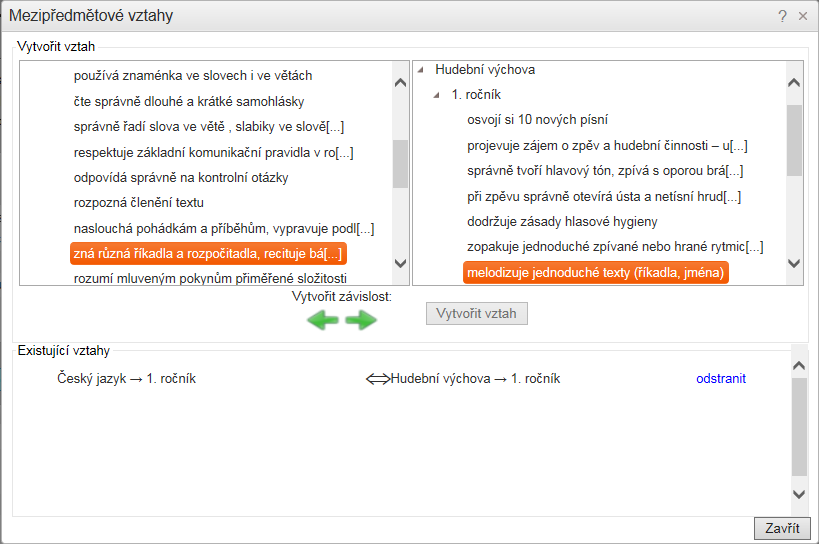 Mezipředmětové vztahy
Vytvořit vztah
používá znaménka ve slovech i ve větách
čte správně dlouhé a krátké samohlásky
správně řadí slova ve větě , slabiky ve slově[...]
respektuje základní komunikační pravidla v ro[...]
odpovídá správně na kontrolní otázky
rozpozná členění textu
naslouchá pohádkám a příběhům, vypravuje podl[...]
zná různá říkadla a rozpočitadla, recituje bá[...]
rozumí mluveným pokynům přiměřené složitosti
Hudební výchova
1. ročník
osvojí si 10 nových písní
projevuje zájem o zpěv a hudební činnosti – u[...]
správně tvoří hlavový tón, zpívá s oporou brá[...]
při zpěvu správně otevírá ústa a netísní hrud[...]
dodržuje zásady hlasové hygieny
zopakuje jednoduché zpívané nebo hrané rytmic[...]
melodizuje jednoduché texty (říkadla, jména)
Vytvořit závislost:
Vytvořit vztah
Existující vztahy
Český jazyk → 1. ročník ⇔ Hudební výchova → 1. ročník odstranit
Zavřít